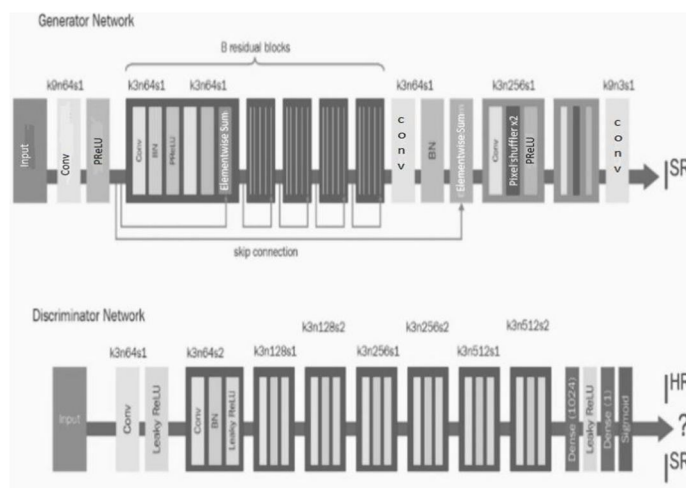 Generator Network
B residual blocks
k9n64s1
k3n64s1
k3n64s1
k3n64s1
k3n256s1
k9n3s1
Input
Conv
PReLU
Conv
BN
PReLU
Elementwise Sum
conv
BN
Elementwise Sum
Conv
Pixel shuffler x2
PReLU
conv
SR
skip connection
Discriminator Network
k3n128s2
k3n256s2
k3n512s2
k3n64s1
k3n64s2
k3n128s1
k3n256s1
k3n512s1
Input
Conv
Leaky ReLU
Conv
BN
Leaky ReLU
Dense (1024)
Leaky ReLU
Dense (1)
Sigmoid
HR
?
SR